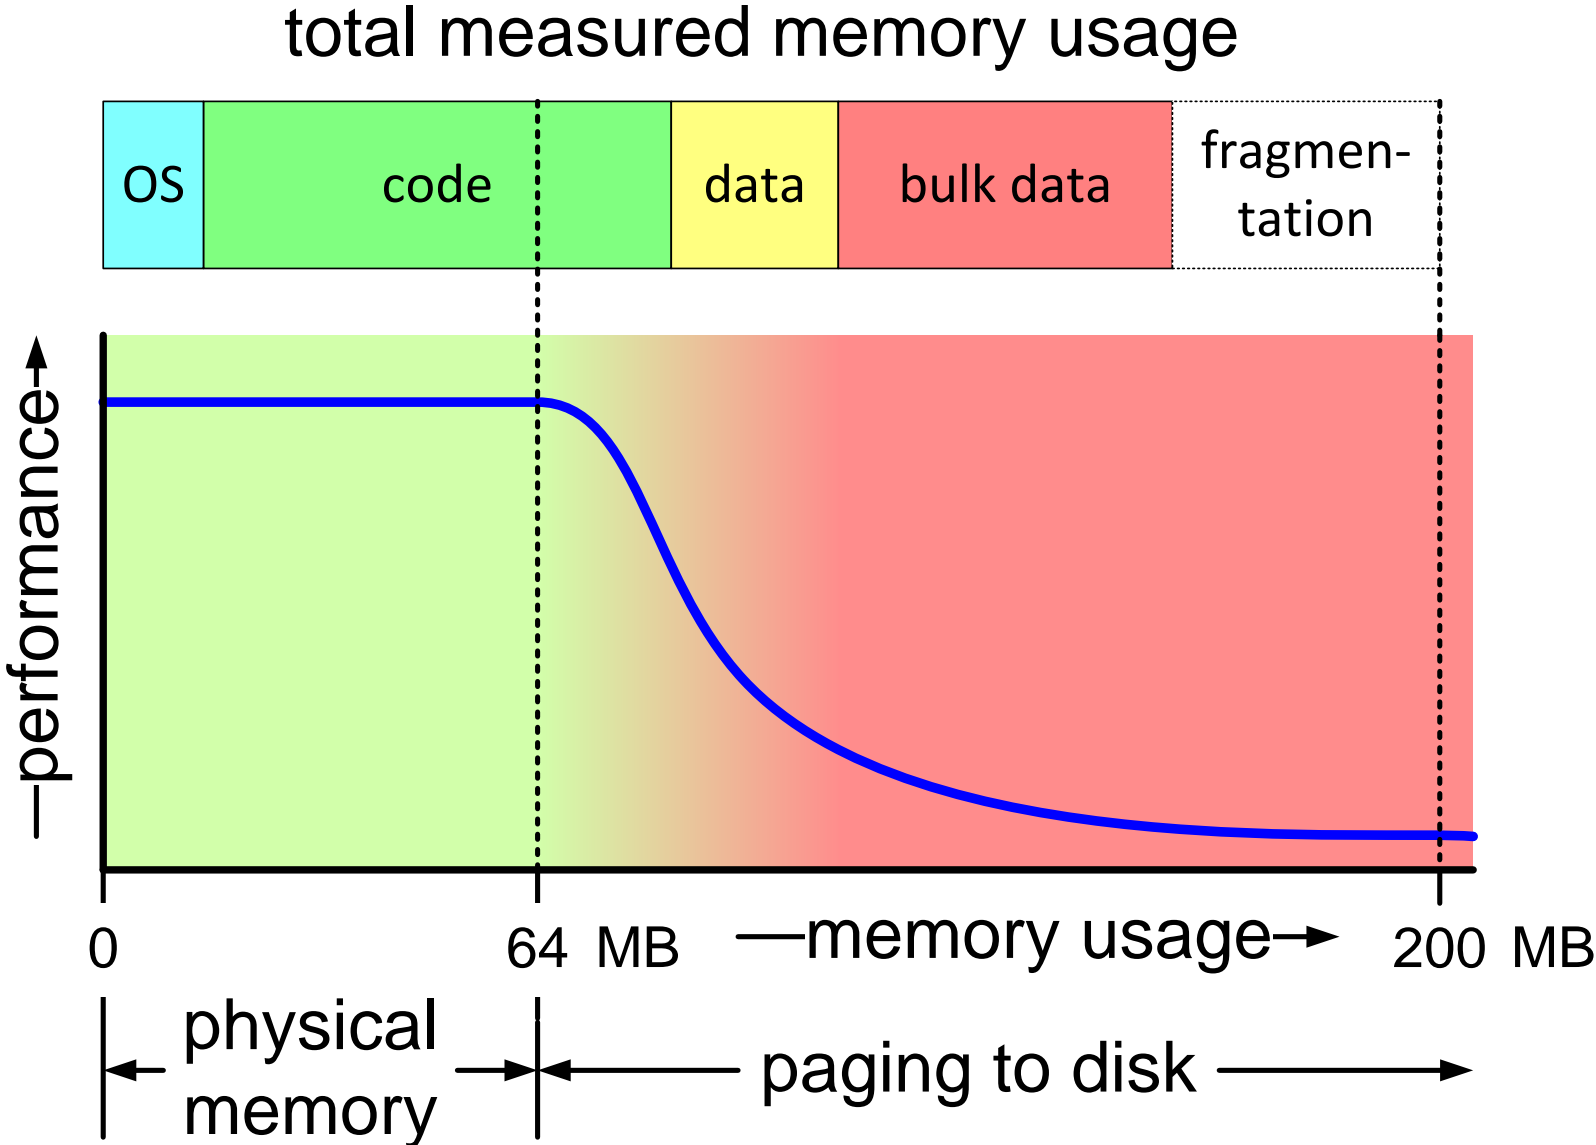 total measured memory usage
OS
code
data
bulk data
fragmen-
tation
performance
0
64 MB
memory usage
200 MB
physical
memory
paging to disk